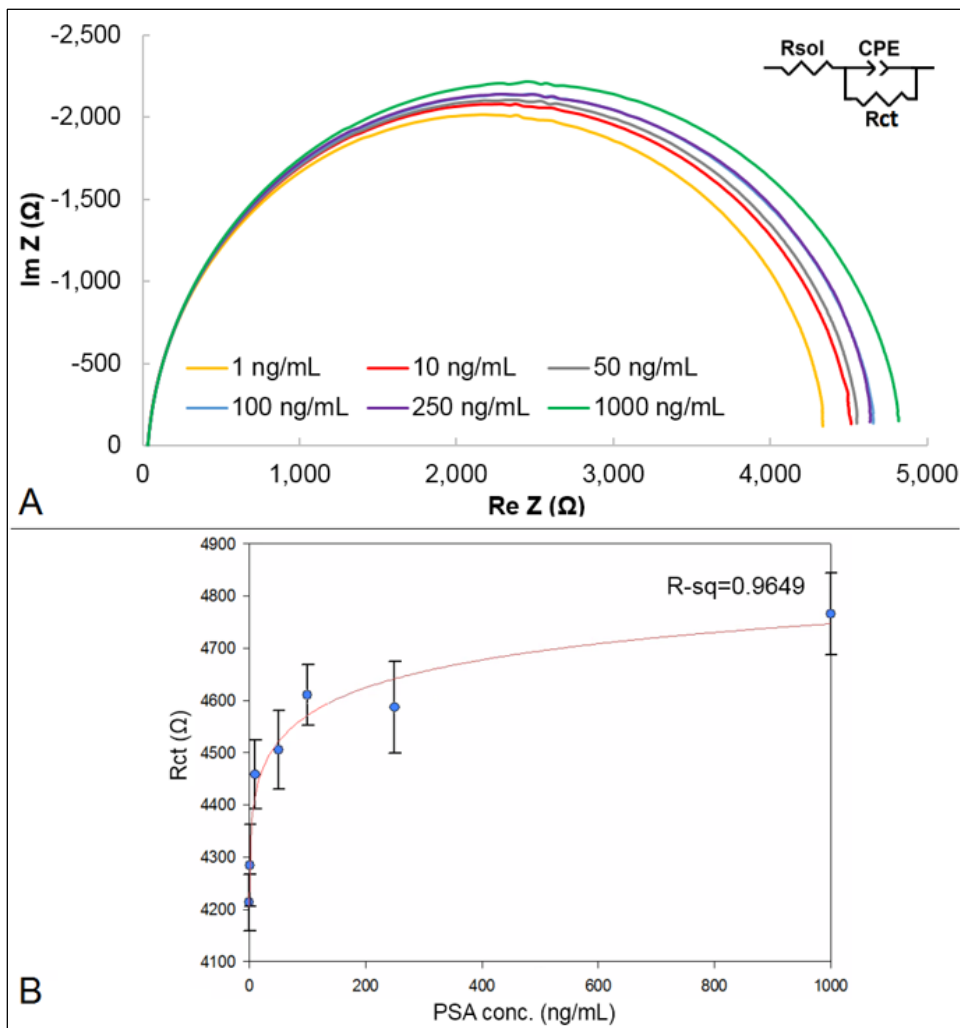 -2,500
-2,000
-1,500
-1,000
-500
0
Im Z (Ω)
Rsol CPE
Rct
1 ng/mL 10 ng/mL 50 ng/mL
100 ng/mL 250 ng/mL 1000 ng/mL
0 1,000 2,000 3,000 4,000 5,000
Re Z (Ω)
A
4900
4800
4700
4600
4500
4400
4300
4200
4100
Rct (Ω)
R-sq=0.9649
0 200 400 600 800 1000
PSA conc. (ng/mL)
B